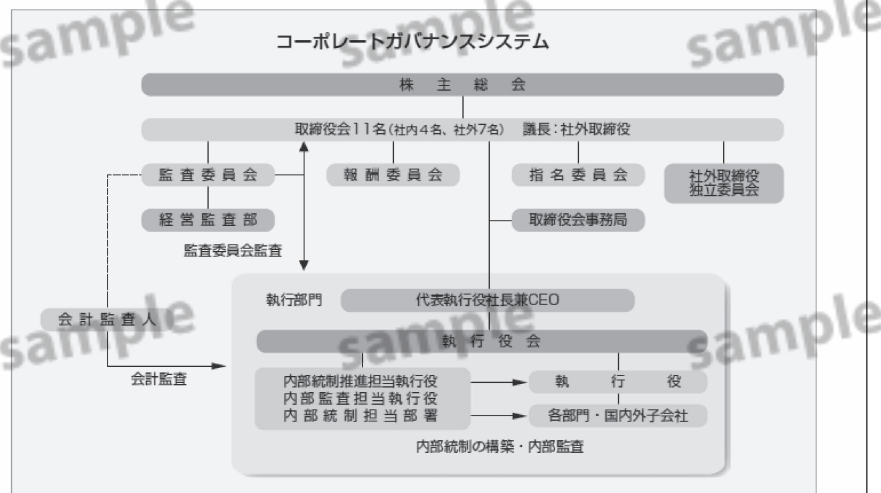 sample
sample
sample
コーポレートガバナンスシステム
株主総会
取締役会11名(社内4名、社外7名) 議長:社外取締役
監査委員会
報酬委員会
指名委員会
社外取締役
独立委員会
経営監査部
取締役会事務局
監査委員会監査
執行部門
代表執行役社長兼CEO
会計監査人
sample
sample
sample
執行役会
会計監査
内部統制推進担当執行役
執行役
内部監査担当執行役
内部統制担当部署
各部門・国内外子会社
内部統制の構築・内部監査